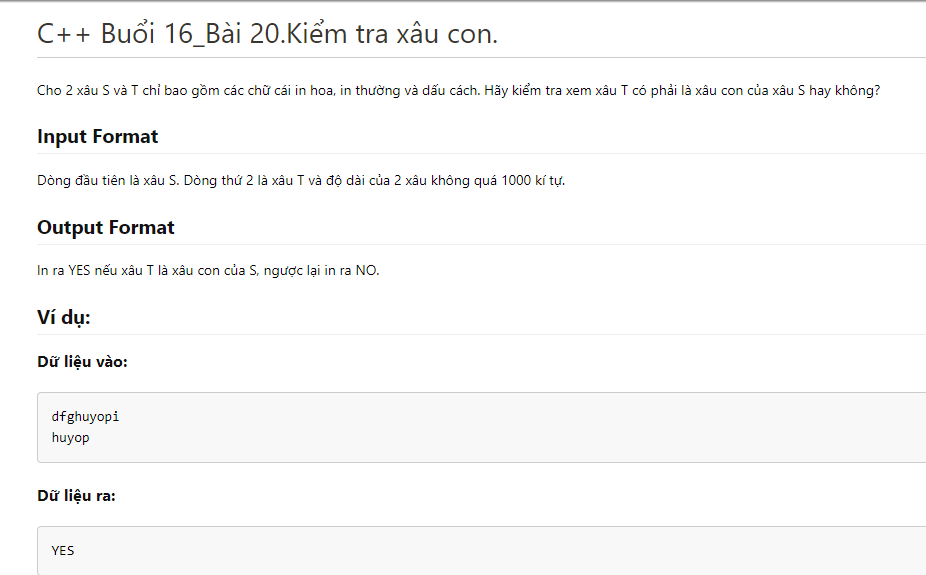 C++ Buổi 16_Bài 20.Kiểm tra xâu con.
Cho 2 xâu S và T chỉ bao gồm các chữ cái in hoa, in thường và dấu cách. Hãy kiểm tra xem xâu T có phải là xâu con của xâu S hay không?
Input Format
Dòng đầu tiên là xâu S. Dòng thứ 2 là xâu T và độ dài của 2 xâu không quá 1000 kí tự.
Output Format
In ra YES nếu xâu T là xâu con của S, ngược lại in ra NO.
Ví dụ:
Dữ liệu vào:
dfghuyopi
huyop
Dữ liệu ra:
YES